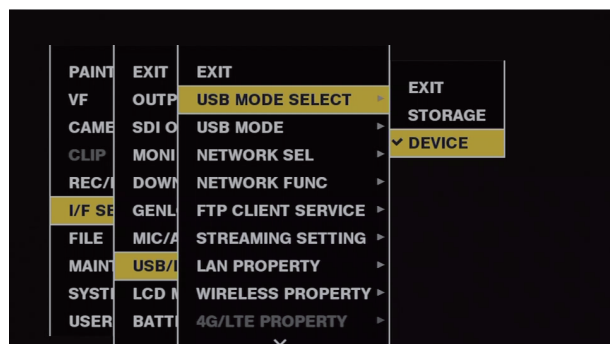 PAINT
VF
CAME
CLIP
REC/
I/F SE
FILE
MAINT
SYST
USER
EXIT
OUTP
SDI O
MONI
DOWN
GENL
MIC/A
USB/
LCD M
BATT
EXIT
USB MODE SELECT
USB MODE
NETWORK SEL
NETWORK FUNC
FTP CLIENT SERVICE
STREAMING SETTING
LAN PROPERTY
WIRELESS PROPERTY
4G/LTE PROPERTY
EXIT
STORAGE
DEVICE